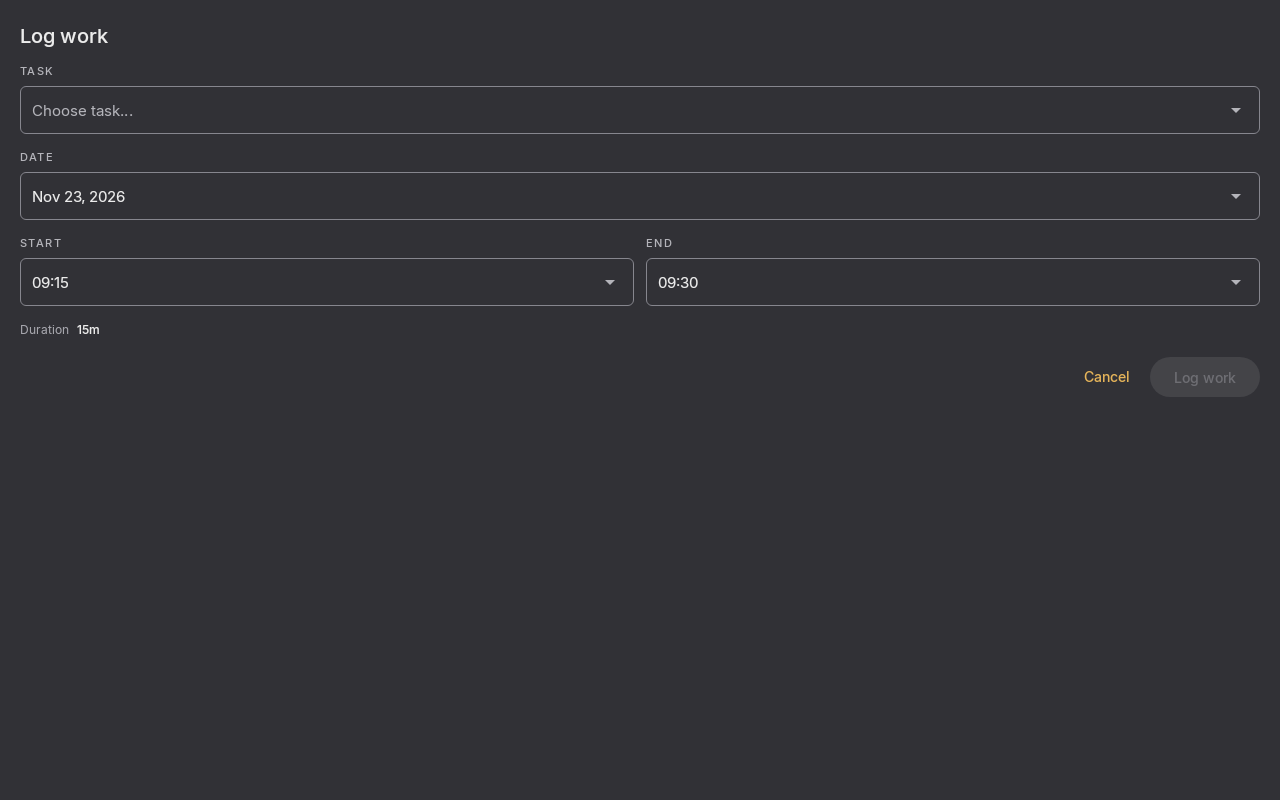 Log work
TASK
Choose task...
DATE
Nov 23, 2026
START
END
09:15
09:30
Duration 15m
Cancel
Log work